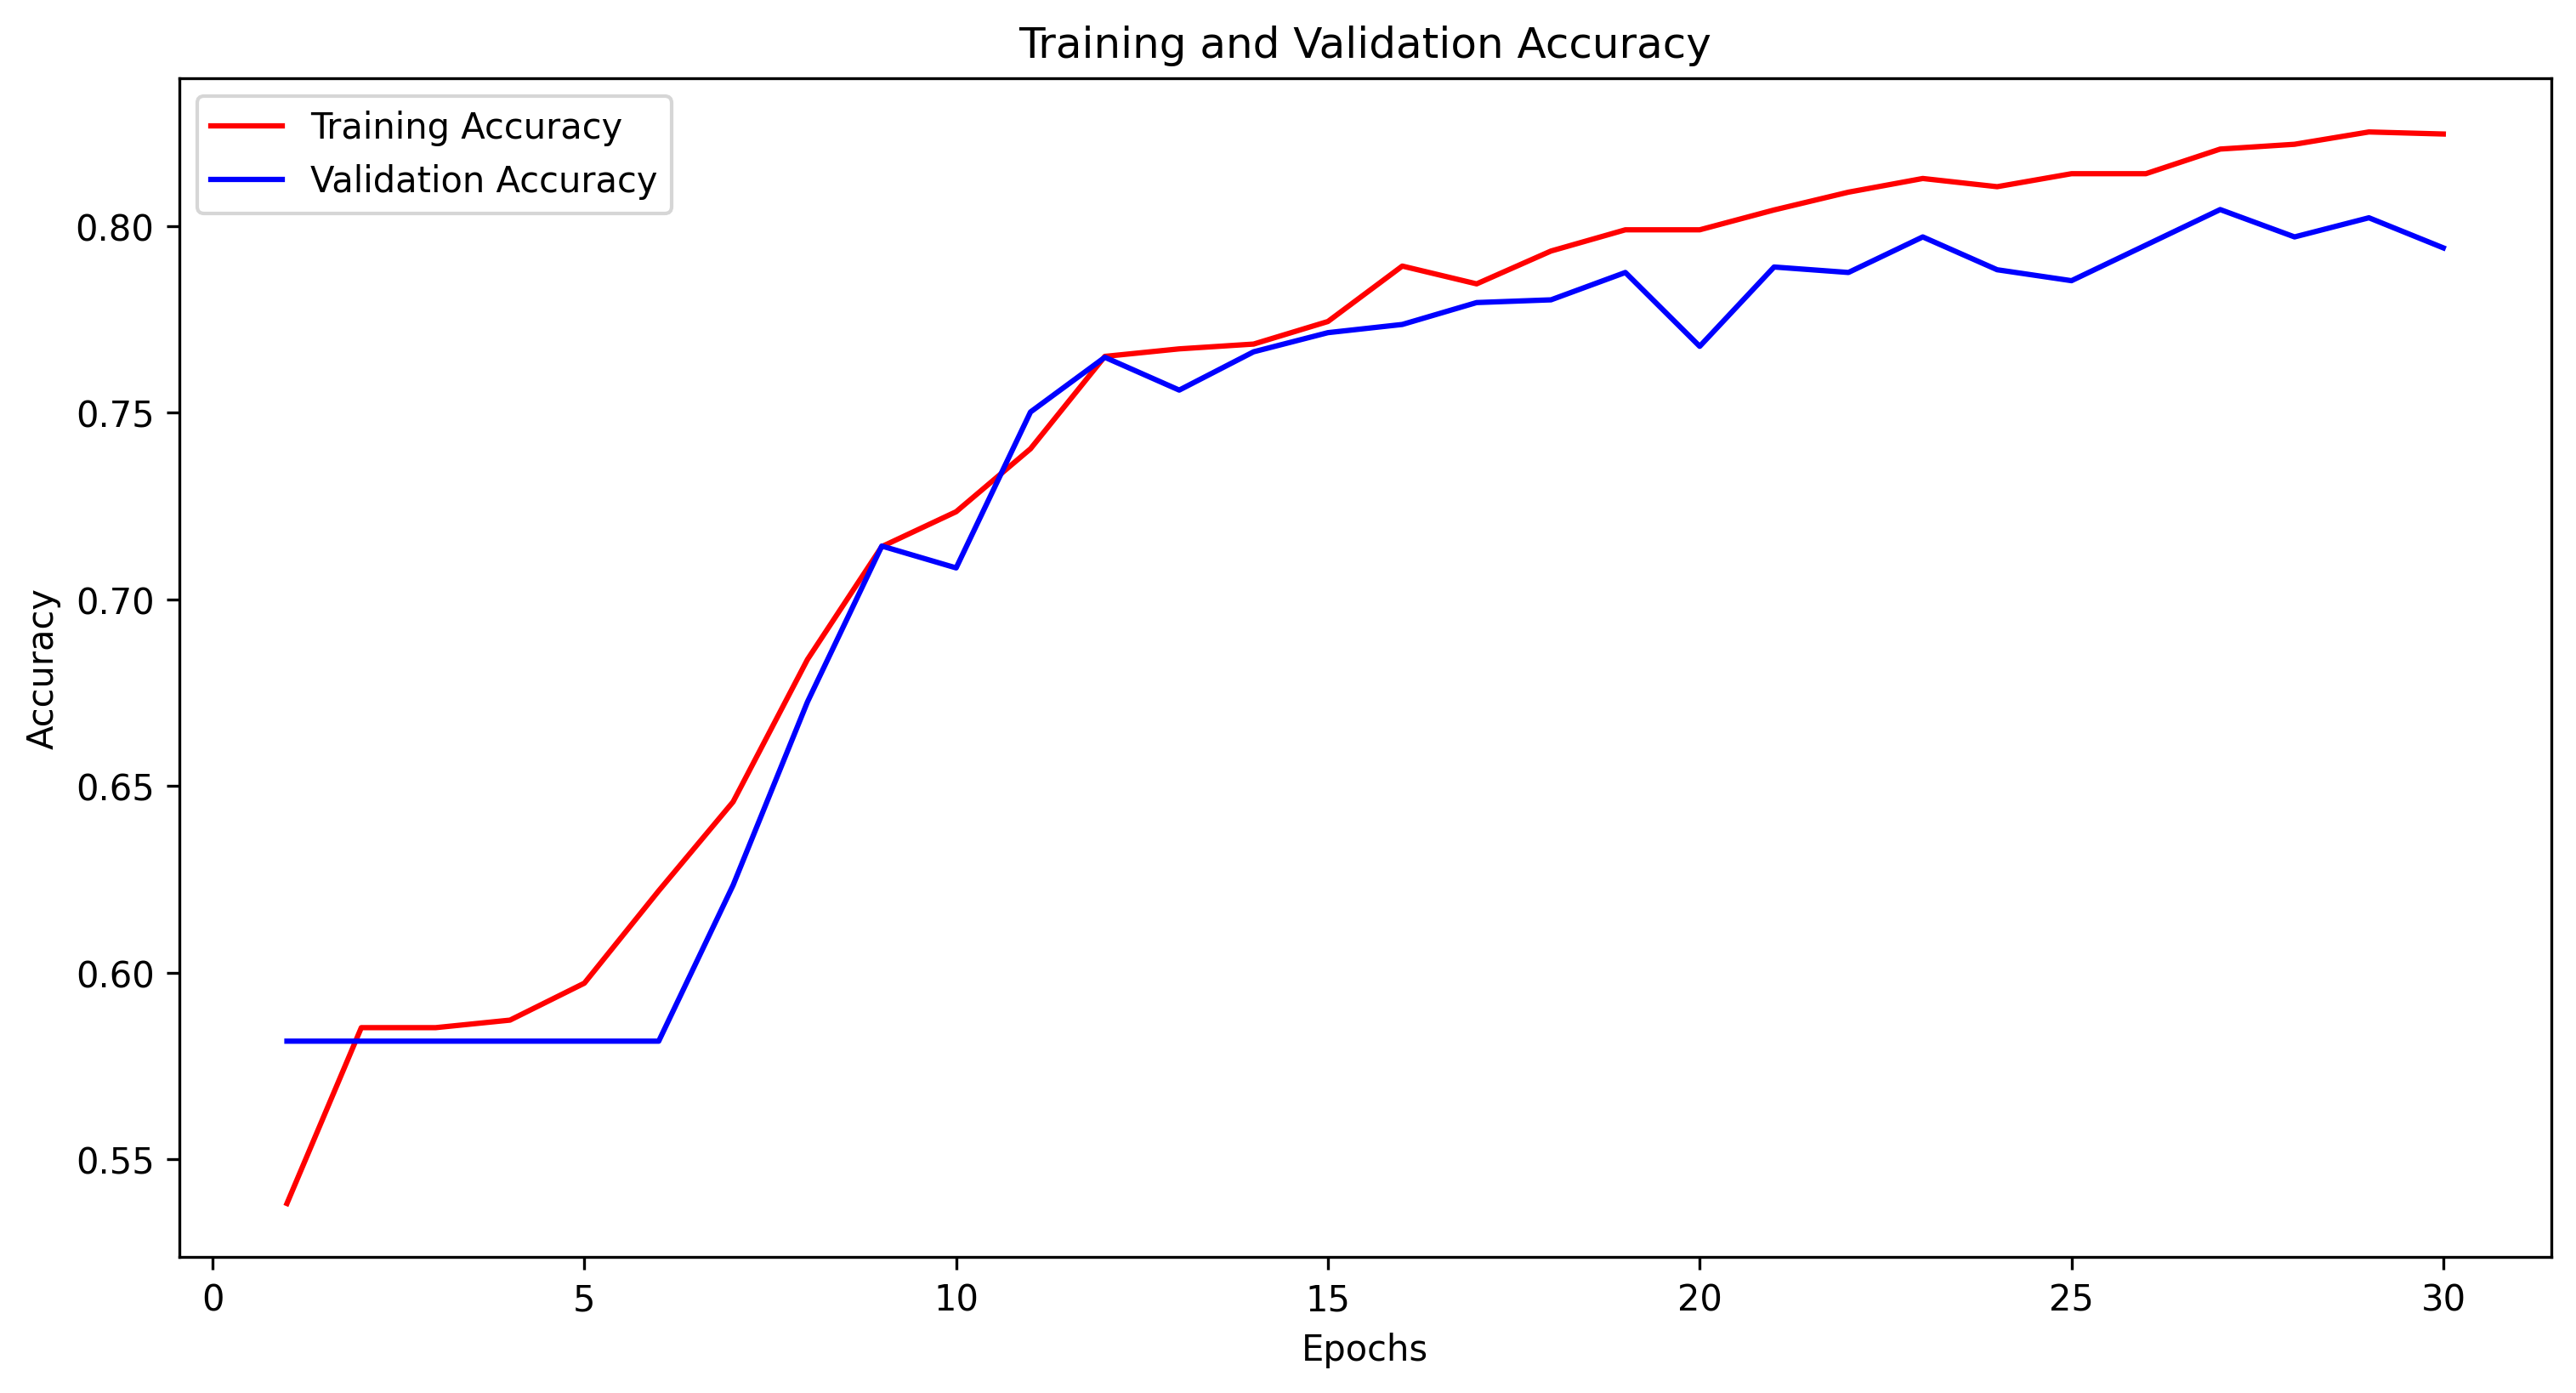 Training and Validation Accuracy
Training Accuracy
Validation Accuracy
0.80
0.75
0.70
0.65
0.60
0.55
Accuracy
0
5
10
15
20
25
30
Epochs